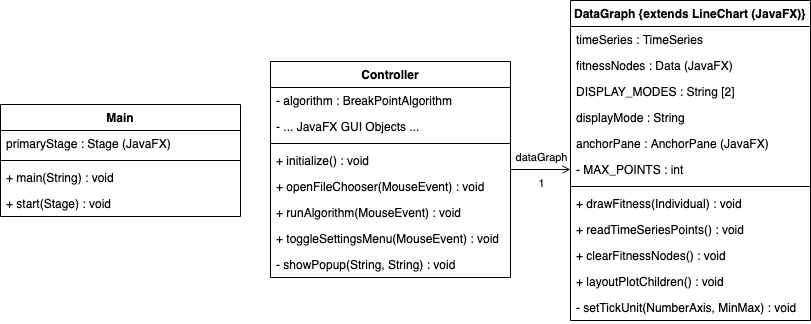 Main
primaryStage : Stage (JavaFX)
+ main(String) : void
+ start(Stage) : void
Controller
- algorithm : BreakPointAlgorithm
- ... JavaFX GUI Objects ...
+ initialize() : void
+ openFileChooser(MouseEvent) : void
+ runAlgorithm(MouseEvent) : void
+ toggleSettingsMenu(MouseEvent) : void
- showPopup(String, String) : void
dataGraph
1
DataGraph {extends LineChart (JavaFX)}
timeSeries : TimeSeries
fitnessNodes : Data (JavaFX)
DISPLAY_MODES : String [2]
displayMode : String
anchorPane : AnchorPane (JavaFX)
- MAX_POINTS : int
+ drawFitness(Individual) : void
+ readTimeSeriesPoints() : void
+ clearFitnessNodes() : void
+ layoutPlotChildren() : void
- setTickUnit(NumberAxis, MinMax) : void